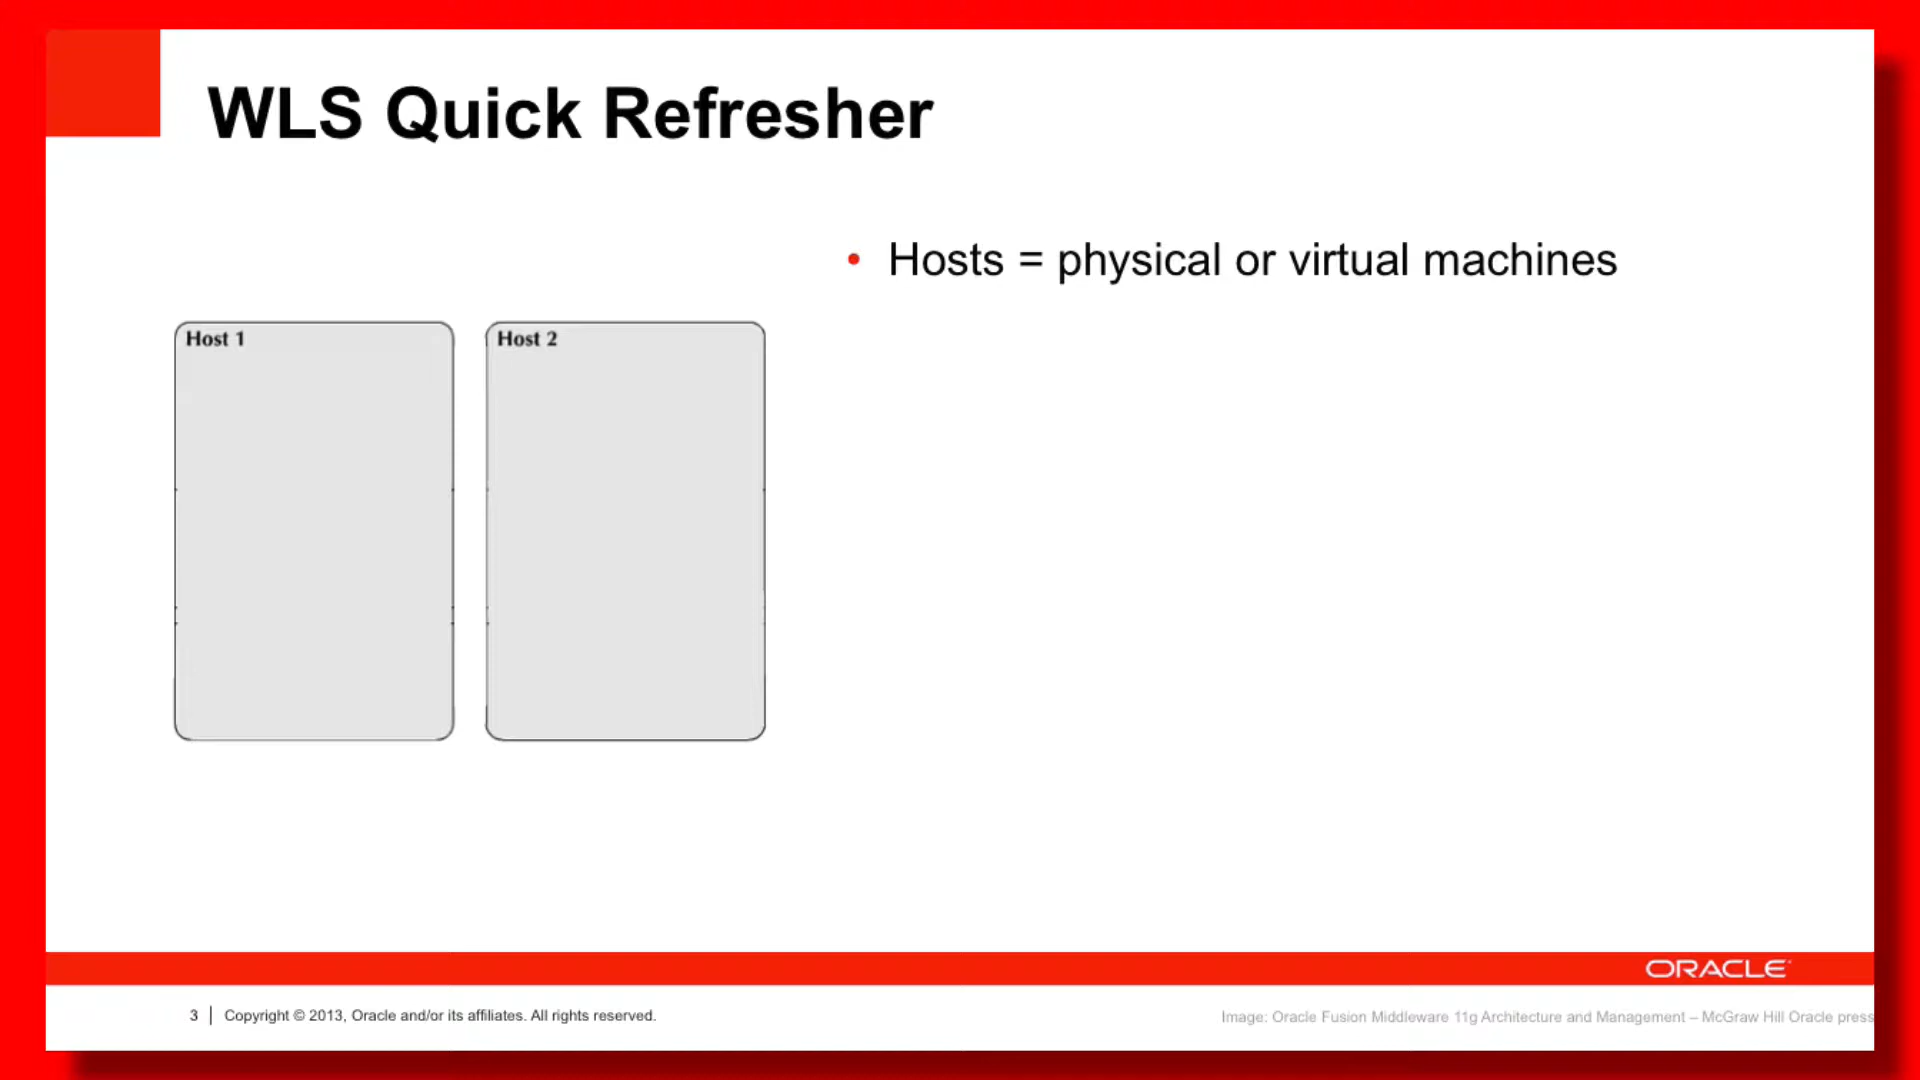 WLS Quick Refresher
• Hosts = physical or virtual machines
Host 1
Host 2
ORACLE
3 | Copyright © 2013, Oracle and/or its affiliates. All rights reserved.
Image: Oracle Fusion Middleware 11g Architecture and Management – McGraw Hill Oracle press